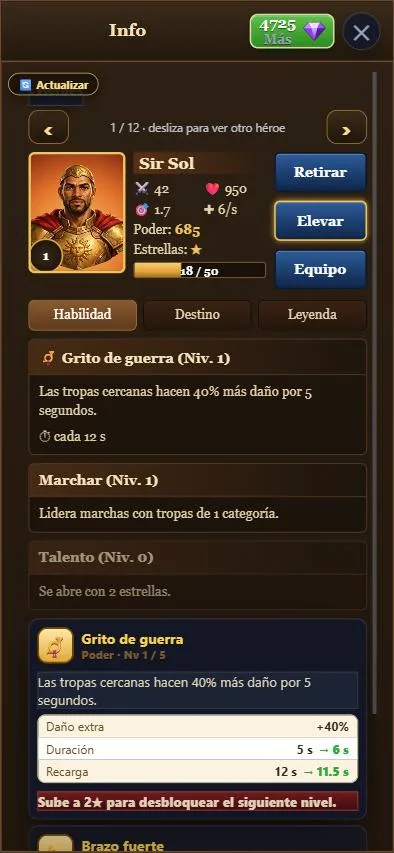 Info
4725
Más
Actualizar
1 / 12 · desliza para ver otro héroe
Sir Sol
42
950
1.7
6/s
Poder: 685
Estrellas: ★
1
18 / 50
Retirar
Elevar
Equipo
Habilidad
Destino
Leyenda
Grito de guerra (Niv. 1)
Las tropas cercanas hacen 40% más daño por 5
segundos.
cada 12 s
Marchar (Niv. 1)
Lidera marchas con tropas de 1 categoría.
Talento (Niv. 0)
Se abre con 2 estrellas.
Grito de guerra
Poder · Nv 1 / 5
Las tropas cercanas hacen 40% más daño por 5
segundos.
Daño extra +40%
Duración 5 s → 6 s
Recarga 12 s → 11.5 s
Sube a 2★ para desbloquear el siguiente nivel.
Brazo fuerte